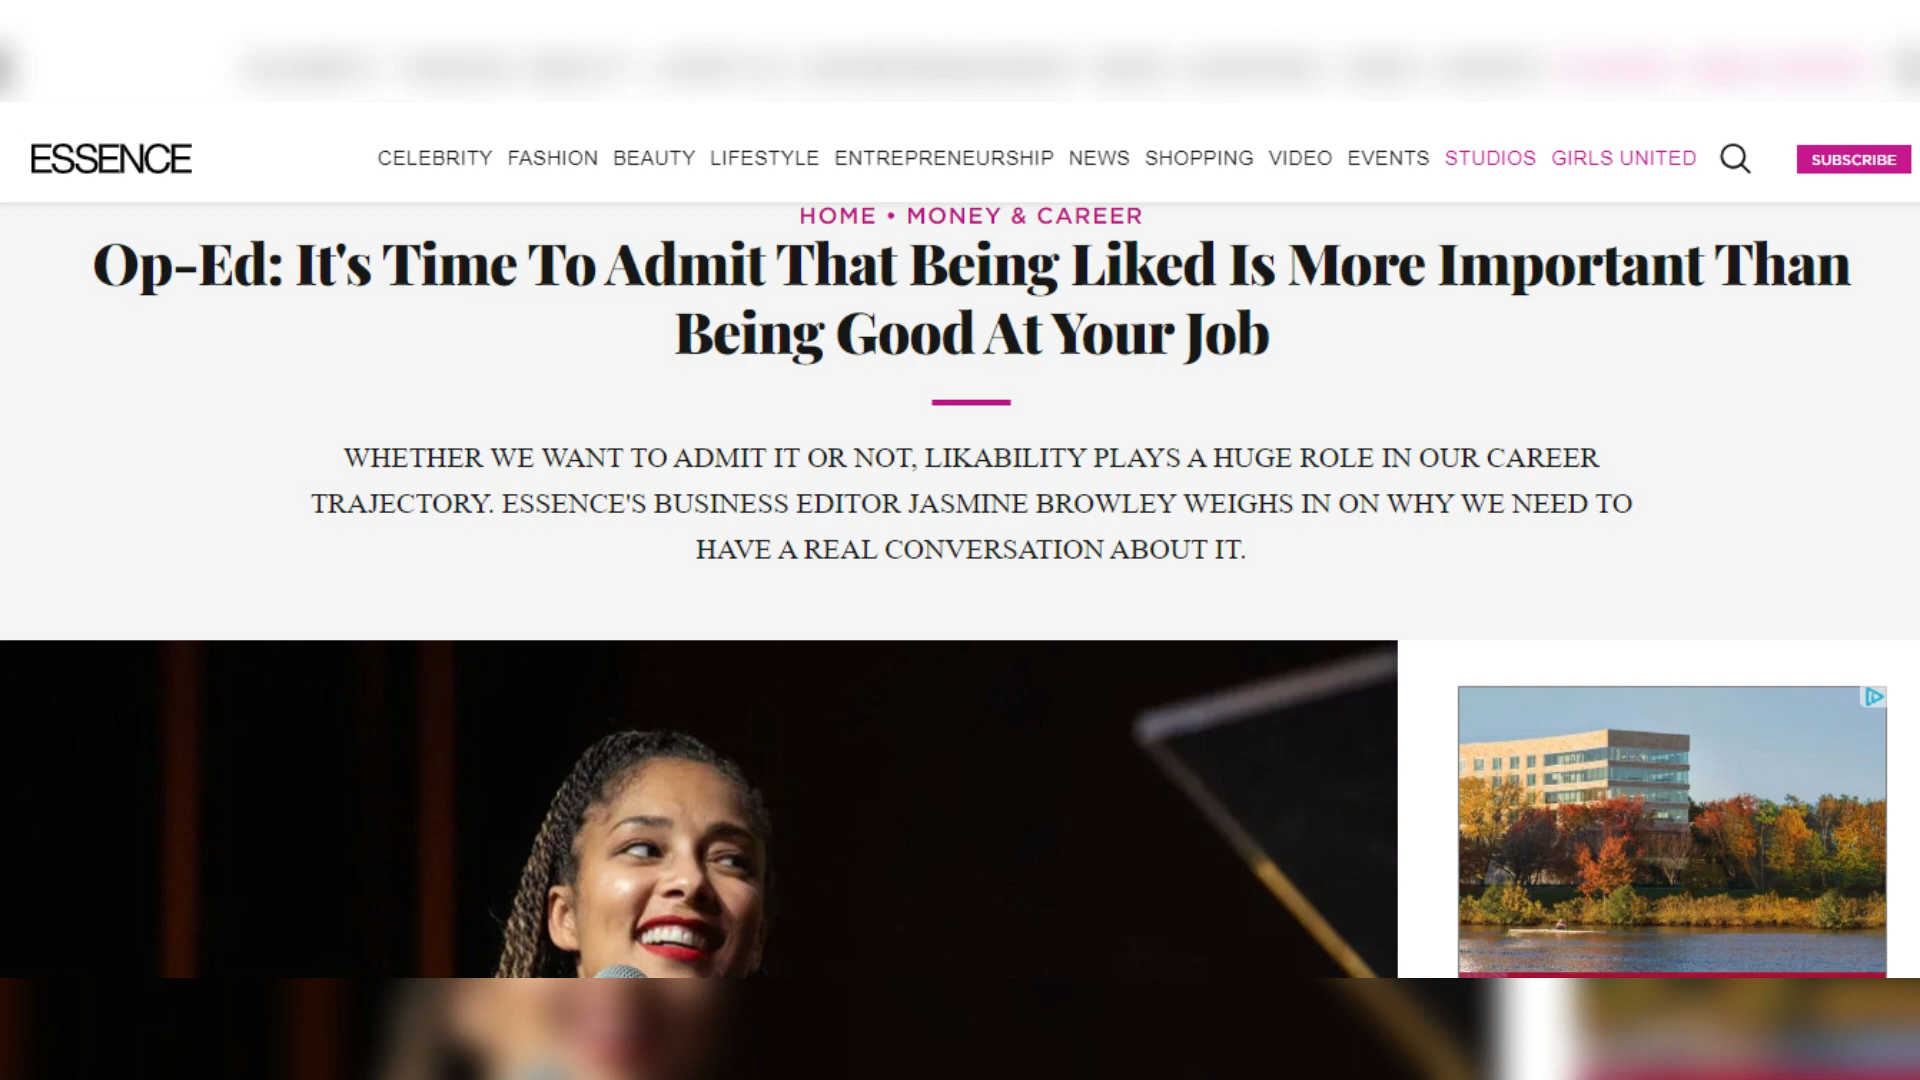 ESSENCE
CELEBRITY FASHION BEAUTY LIFESTYLE ENTREPRENEURSHIP NEWS SHOPPING VIDEO EVENTS STUDIOS GIRLS UNITED
SUBSCRIBE
HOME • MONEY & CAREER
Op-Ed: It's Time To Admit That Being Liked Is More Important Than
Being Good At Your Job
WHETHER WE WANT TO ADMIT IT OR NOT, LIKABILITY PLAYS A HUGE ROLE IN OUR CAREER
TRAJECTORY. ESSENCE'S BUSINESS EDITOR JASMINE BROWLEY WEIGHS IN ON WHY WE NEED TO
HAVE A REAL CONVERSATION ABOUT IT.